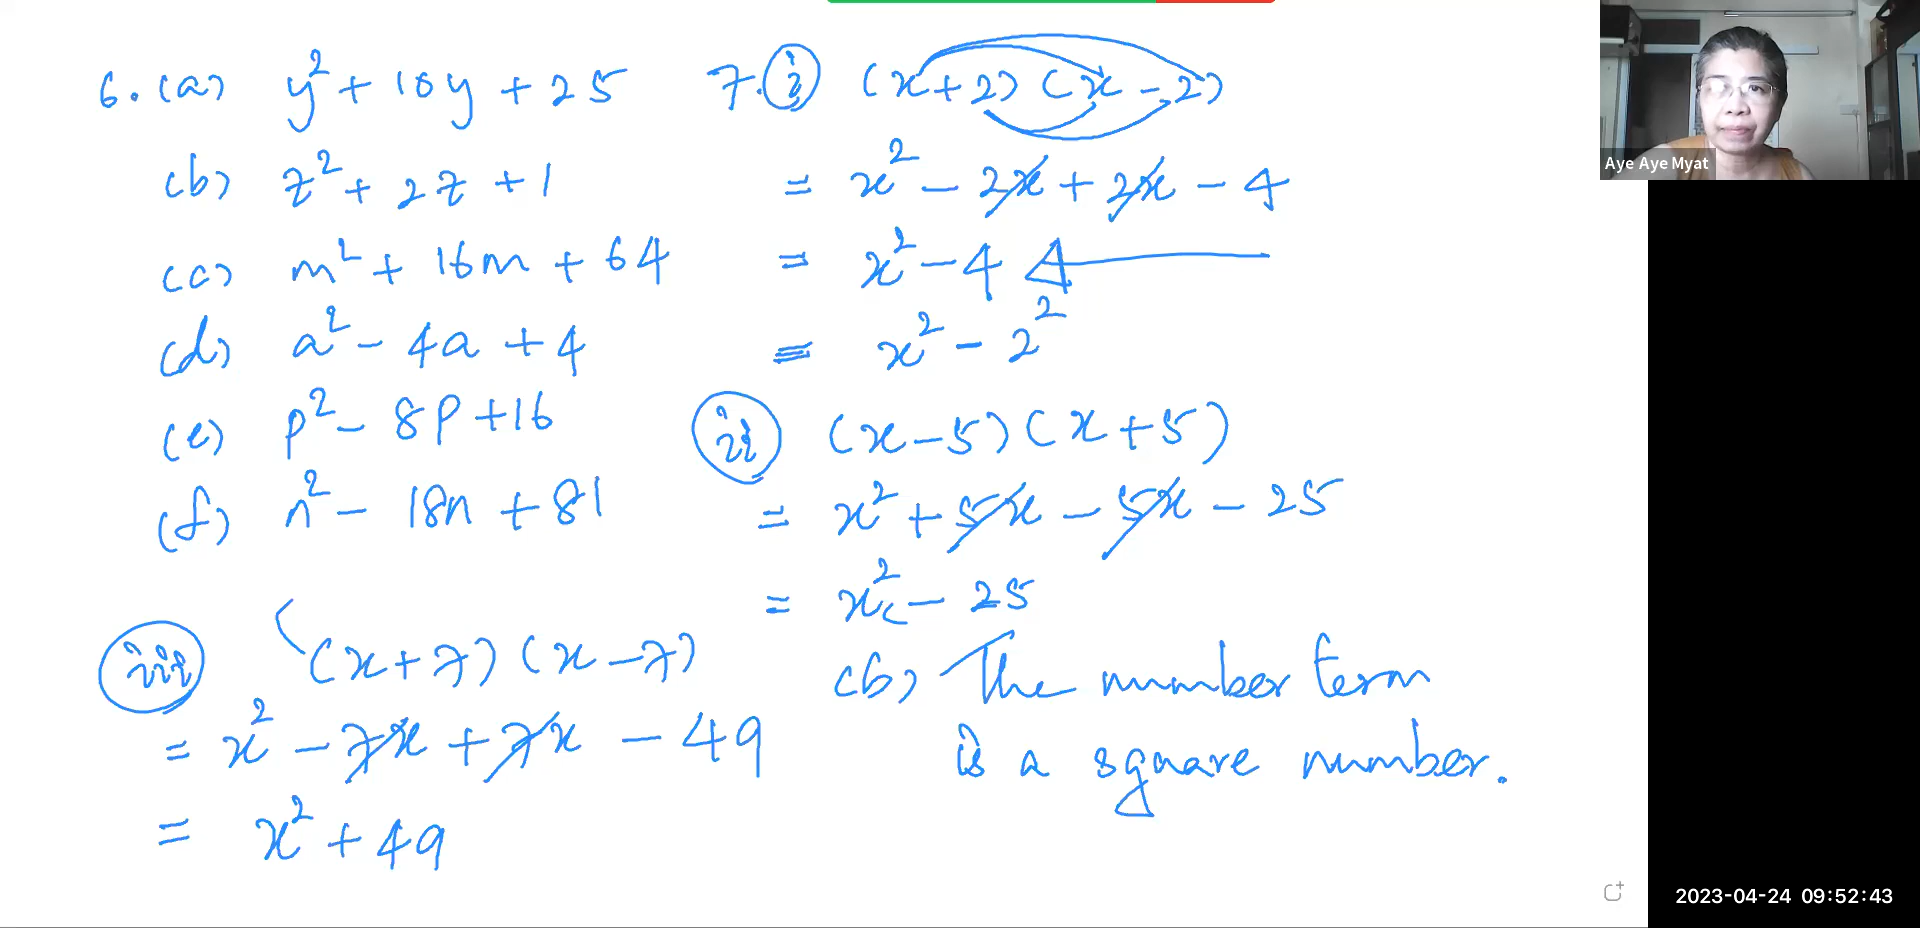 6. (a) y² + 10y + 25
(b) z² + 2z + 1
(c) m² + 16m + 64
(d) a² - 4a + 4
(e) p² - 8p + 16
(f) n² - 18n + 81
7. (i) (x+2) (x-2)
= x² - 2x + 2x - 4
= x² - 4
= x² - 2²
(ii) (x-5) (x+5)
= x² + 5x - 5x - 25
= x² - 25
(iii) (x+7) (x-7)
= x² - 7x + 7x - 49
= x² + 49
(b) The number term
is a square number.
Aye Aye Myat
2023-04-24 09:52:43